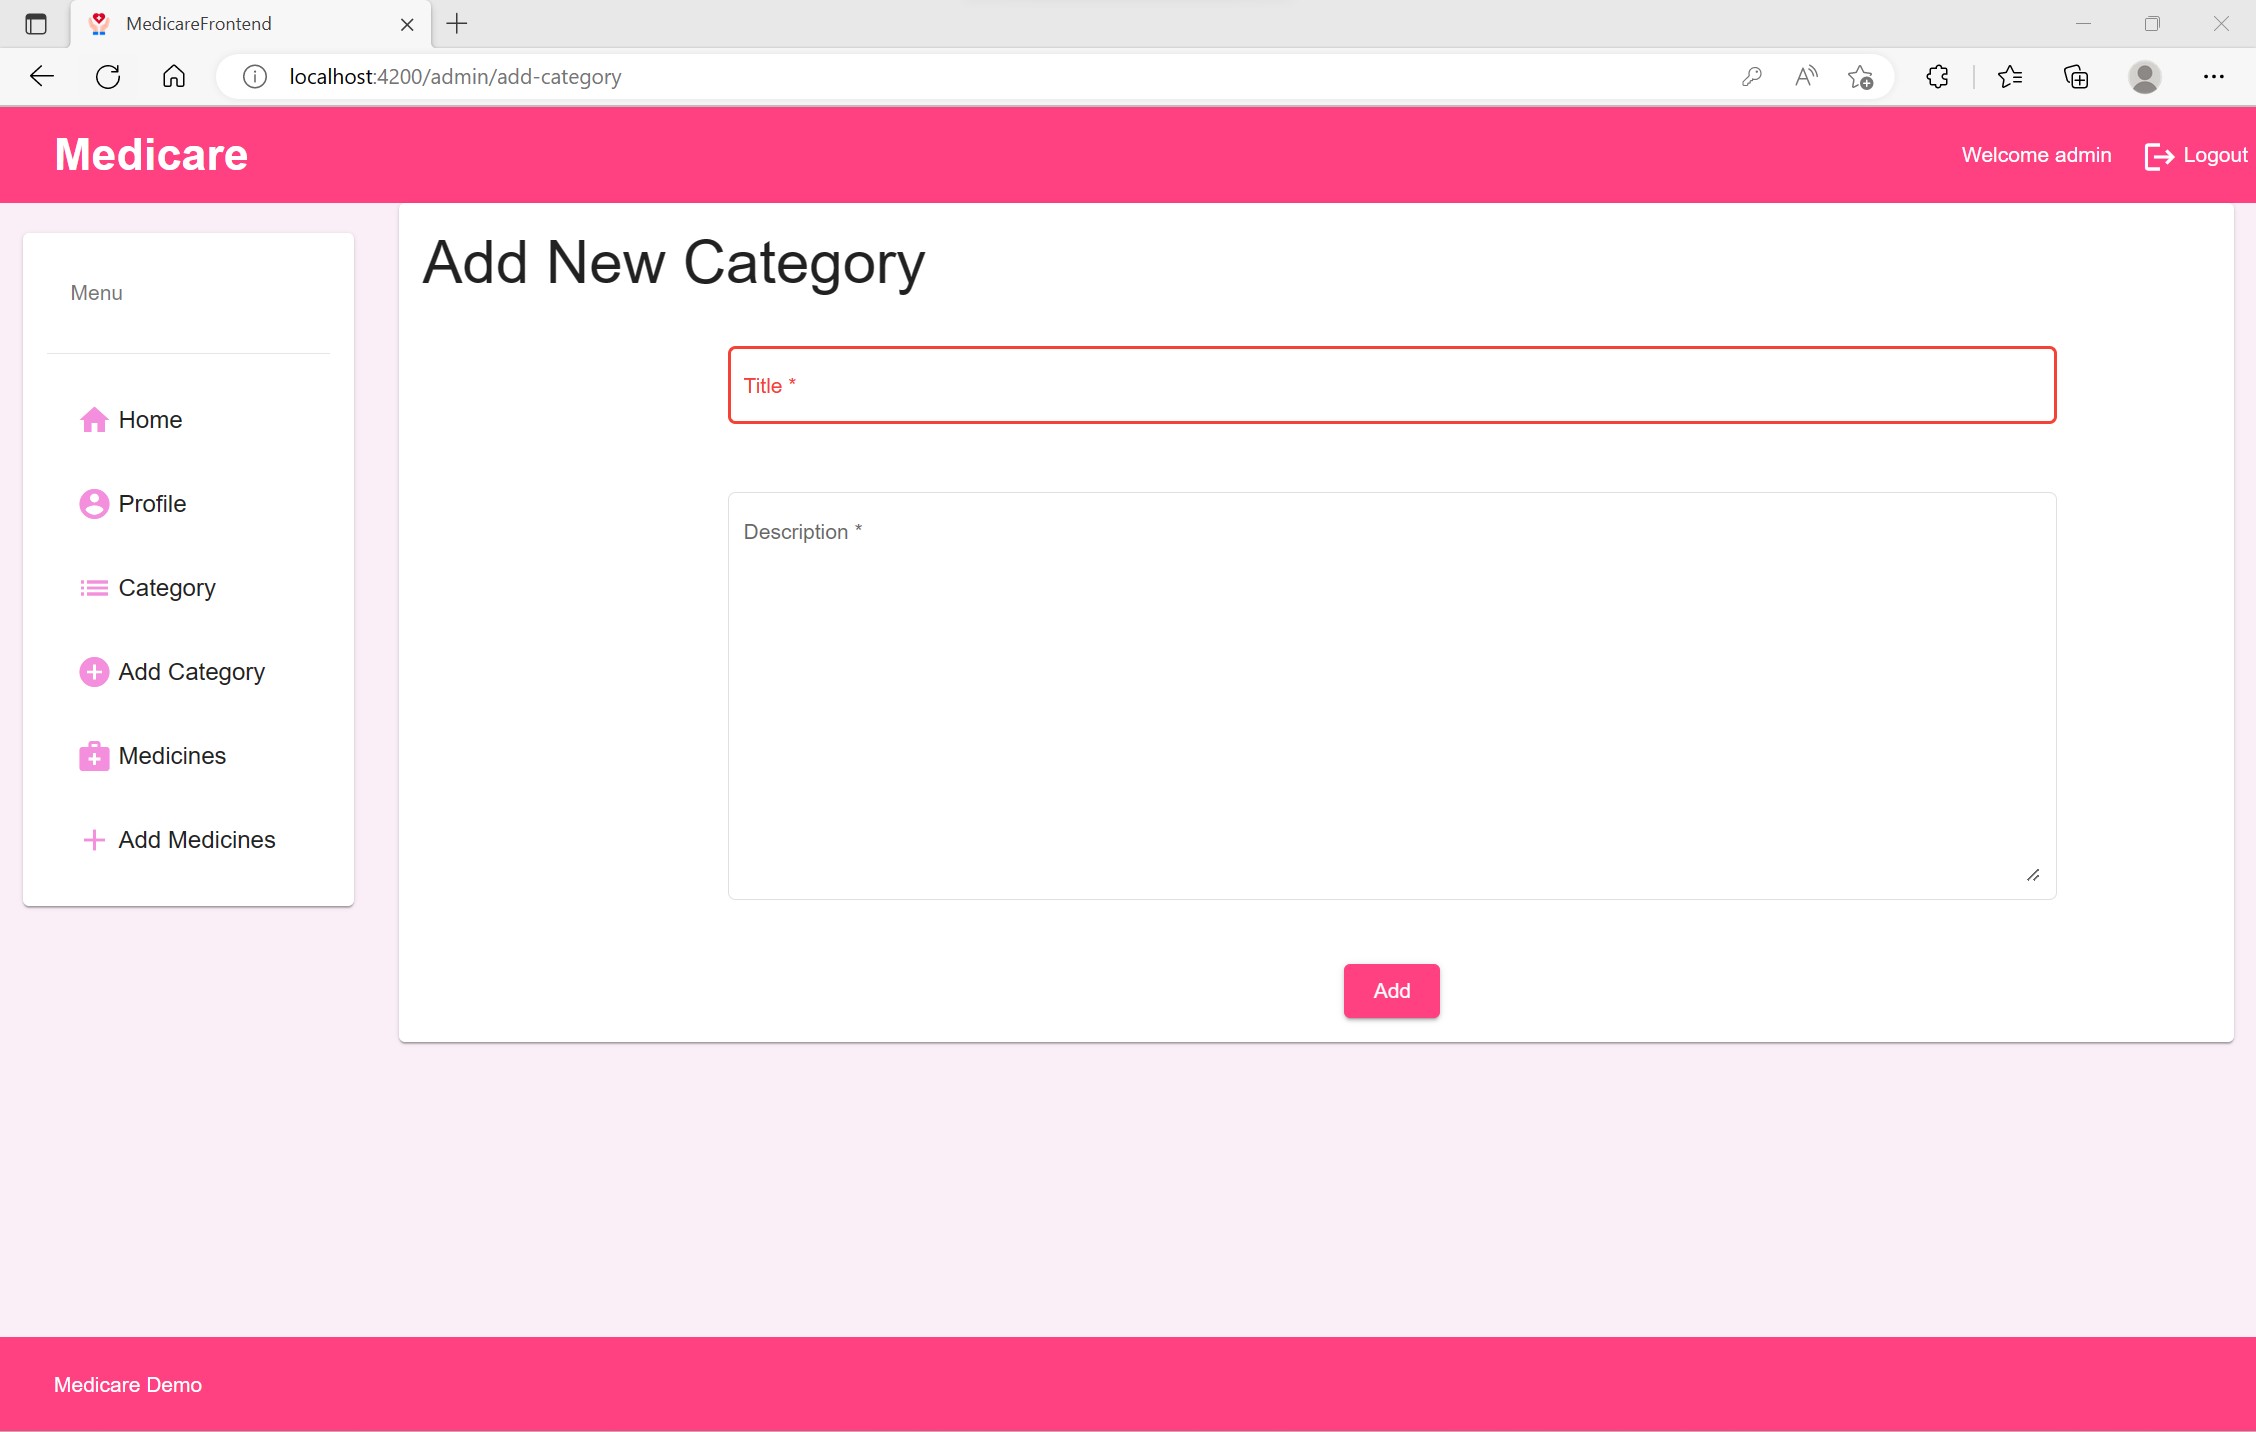 MedicareFrontend
localhost:4200/admin/add-category
Medicare
Welcome admin
Logout
Menu
Home
Profile
Category
Add Category
Medicines
Add Medicines
Add New Category
Title *
Description *
Add
Medicare Demo